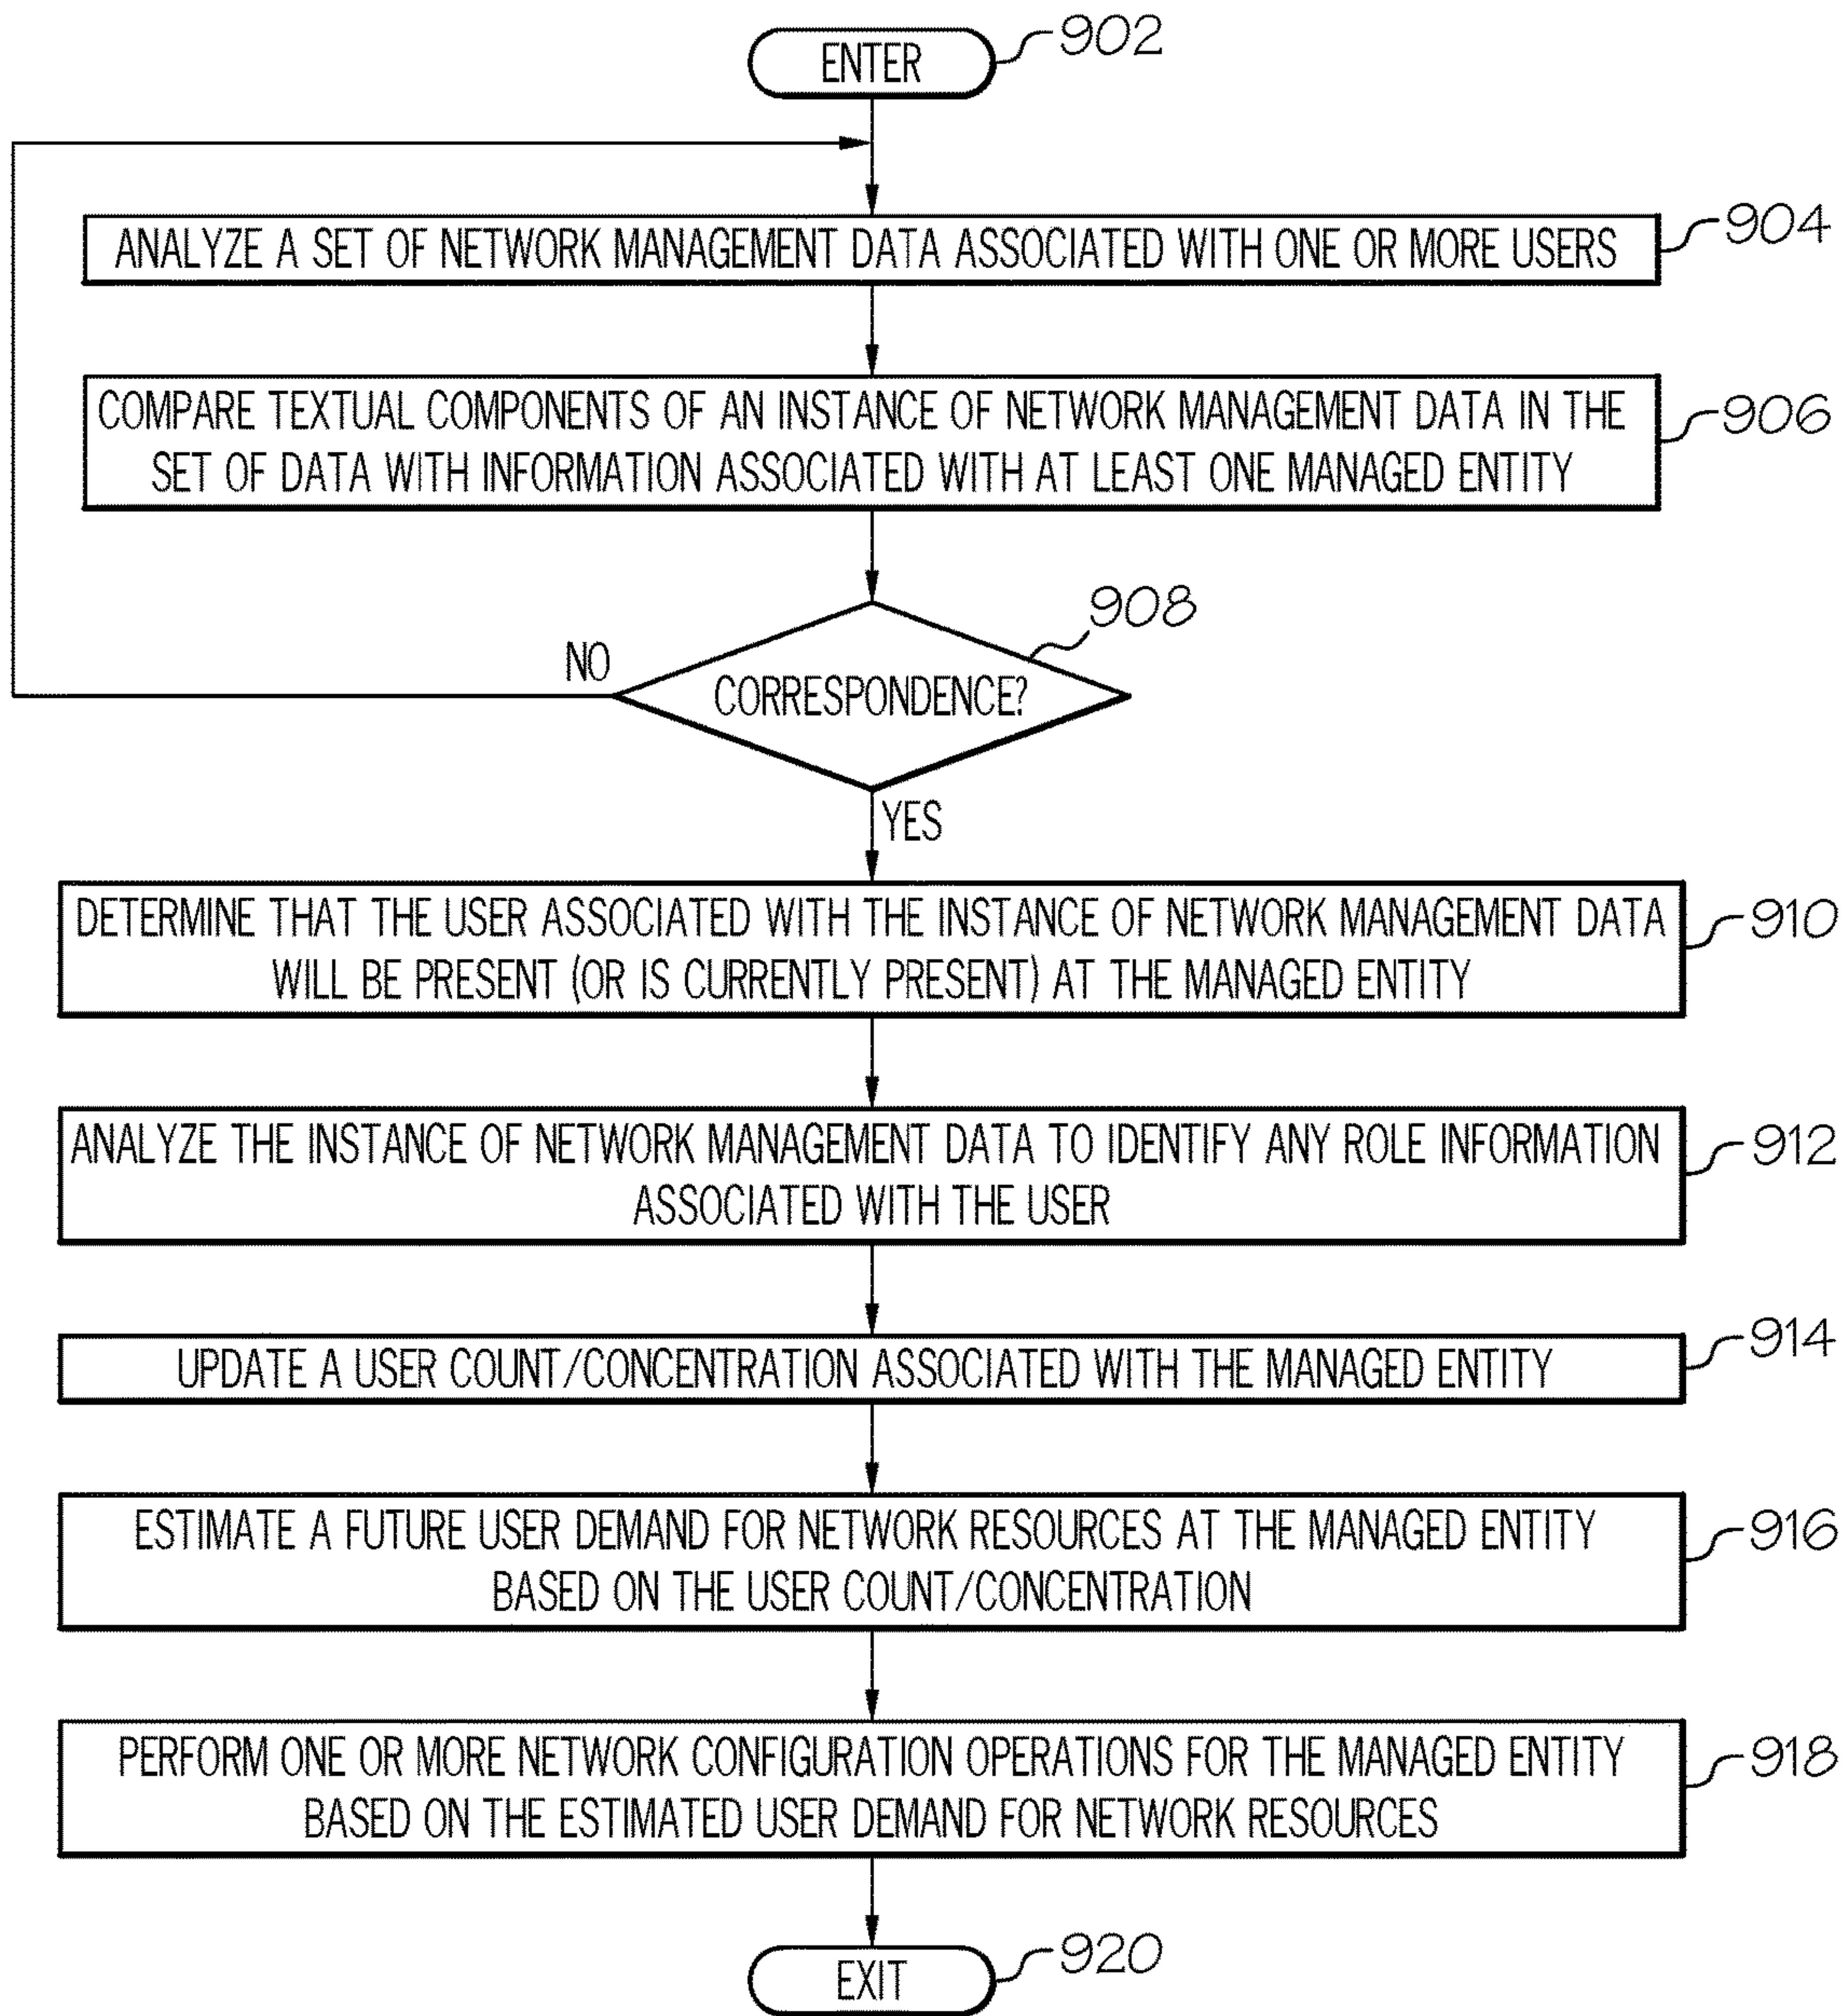 ENTER
902
ANALYZE A SET OF NETWORK MANAGEMENT DATA ASSOCIATED WITH ONE OR MORE USERS
904
COMPARE TEXTUAL COMPONENTS OF AN INSTANCE OF NETWORK MANAGEMENT DATA IN THE
SET OF DATA WITH INFORMATION ASSOCIATED WITH AT LEAST ONE MANAGED ENTITY
906
908
NO
CORRESPONDENCE?
YES
DETERMINE THAT THE USER ASSOCIATED WITH THE INSTANCE OF NETWORK MANAGEMENT DATA
WILL BE PRESENT (OR IS CURRENTLY PRESENT) AT THE MANAGED ENTITY
910
ANALYZE THE INSTANCE OF NETWORK MANAGEMENT DATA TO IDENTIFY ANY ROLE INFORMATION
ASSOCIATED WITH THE USER
912
UPDATE A USER COUNT/CONCENTRATION ASSOCIATED WITH THE MANAGED ENTITY
914
ESTIMATE A FUTURE USER DEMAND FOR NETWORK RESOURCES AT THE MANAGED ENTITY
BASED ON THE USER COUNT/CONCENTRATION
916
PERFORM ONE OR MORE NETWORK CONFIGURATION OPERATIONS FOR THE MANAGED ENTITY
BASED ON THE ESTIMATED USER DEMAND FOR NETWORK RESOURCES
918
EXIT
920